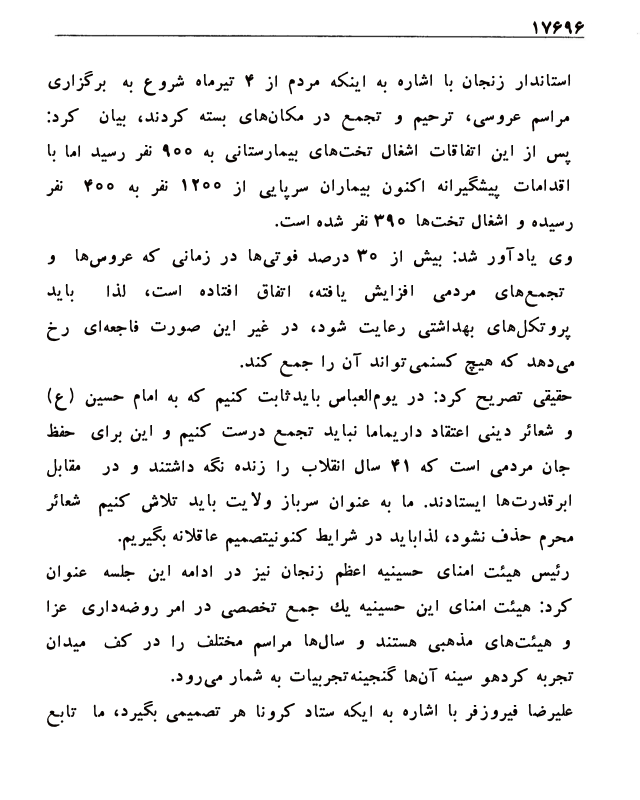 ۱۷۶۹۶
استاندار زنجان با اشاره به اینکه مردم از ۴ تیرماه شروع به برگزاری
مراسم عروسی، ترحیم و تجمع در مکان‌های بسته کردند، بیان کرد:
پس از این اتفاقات اشغال تخت‌های بیمارستانی به ۹۰۰ نفر رسید اما با
اقدامات پیشگیرانه اکنون بیماران سرپایی از ۱۲۰۰ نفر به ۴۰۰ نفر
رسیده و اشغال تخت‌ها ۳۹۰ نفر شده است.
وی یادآور شد: بیش از ۳۰ درصد فوتی‌ها در زمانی که عروس‌ها و
تجمع‌های مردمی افزایش یافته، اتفاق افتاده است، لذا باید
پروتکل‌های بهداشتی رعایت شود، در غیر این صورت فاجعه‌ای رخ
می‌دهد که هیچ کسنمی‌تواند آن را جمع کند.
حقیقی تصریح کرد: در یوم‌العباس بایدثابت کنیم که به امام حسین (ع)
و شعائر دینی اعتقاد داریماما نباید تجمع درست کنیم و این برای حفظ
جان مردمی است که ۴۱ سال انقلاب را زنده نگه داشتند و در مقابل
ابرقدرت‌ها ایستادند. ما به عنوان سرباز ولایت باید تلاش کنیم شعائر
محرم حذف نشود، لذاباید در شرایط کنونیتصمیم عاقلانه بگیریم.
رئیس هیئت امنای حسینیه اعظم زنجان نیز در ادامه این جلسه عنوان
کرد: هیئت امنای این حسینیه یك جمع تخصصی در امر روضه‌داری عزا
و هیئت‌های مذهبی هستند و سال‌ها مراسم مختلف را در کف میدان
تجربه کردهو سینه آن‌ها گنجینه‌تجربیات به شمار می‌رود.
علیرضا فیروزفر با اشاره به ایکه ستاد کرونا هر تصمیمی بگیرد، ما تابع